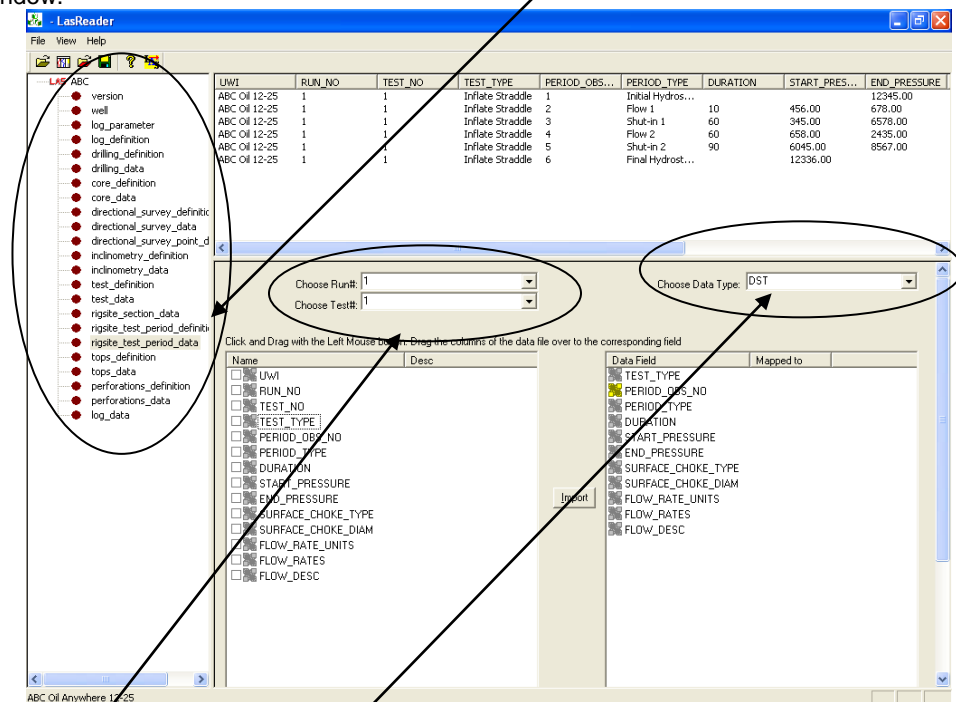 ndow.
- LasReader
File View Help
LAS ABC
version
well
log_parameter
log_definition
drilling_definition
drilling_data
core_definition
core_data
directional_survey_definitic
directional_survey_data
directional_survey_point_d
inclinometry_definition
inclinometry_data
test_definition
test_data
rigsite_section_data
rigsite_test_period_definitio
rigsite_test_period_data
tops_definition
tops_data
perforations_definition
perforations_data
log_data
UWI RUN_NO TEST_NO TEST_TYPE PERIOD_OBS... PERIOD_TYPE DURATION START_PRES... END_PRESSURE
ABC Oil 12-25 1 1 Inflate Straddle 1 Initial Hydros... 12345.00
ABC Oil 12-25 1 1 Inflate Straddle 2 Flow 1 10 456.00 678.00
ABC Oil 12-25 1 1 Inflate Straddle 3 Shut-in 1 60 345.00 6578.00
ABC Oil 12-25 1 1 Inflate Straddle 4 Flow 2 60 658.00 2435.00
ABC Oil 12-25 1 1 Inflate Straddle 5 Shut-in 2 90 6045.00 8567.00
ABC Oil 12-25 1 1 Inflate Straddle 6 Final Hydrost... 12336.00
Choose Run#: 1
Choose Test#: 1
Choose Data Type: DST
Click and Drag with the Left Mouse button. Drag the columns of the data file over to the corresponding field
Name Desc
UWI
RUN_NO
TEST_NO
TEST_TYPE
PERIOD_OBS_NO
PERIOD_TYPE
DURATION
START_PRESSURE
END_PRESSURE
SURFACE_CHOKE_TYPE
SURFACE_CHOKE_DIAM
FLOW_RATE_UNITS
FLOW_RATES
FLOW_DESC
Import
Data Field Mapped to
TEST_TYPE
PERIOD_OBS_NO
PERIOD_TYPE
DURATION
START_PRESSURE
END_PRESSURE
SURFACE_CHOKE_TYPE
SURFACE_CHOKE_DIAM
FLOW_RATE_UNITS
FLOW_RATES
FLOW_DESC
ABC Oil Anywhere 12-25